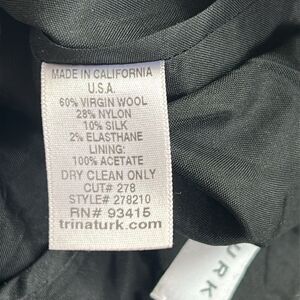 MADE IN CALIFORNIA
U.S.A.
60% VIRGIN WOOL
28% NYLON
10% SILK
2% ELASTHANE
LINING:
100% ACETATE
DRY CLEAN ONLY
CUT# 278
STYLE# 278210
RN# 93415
trinaturk.com
URK